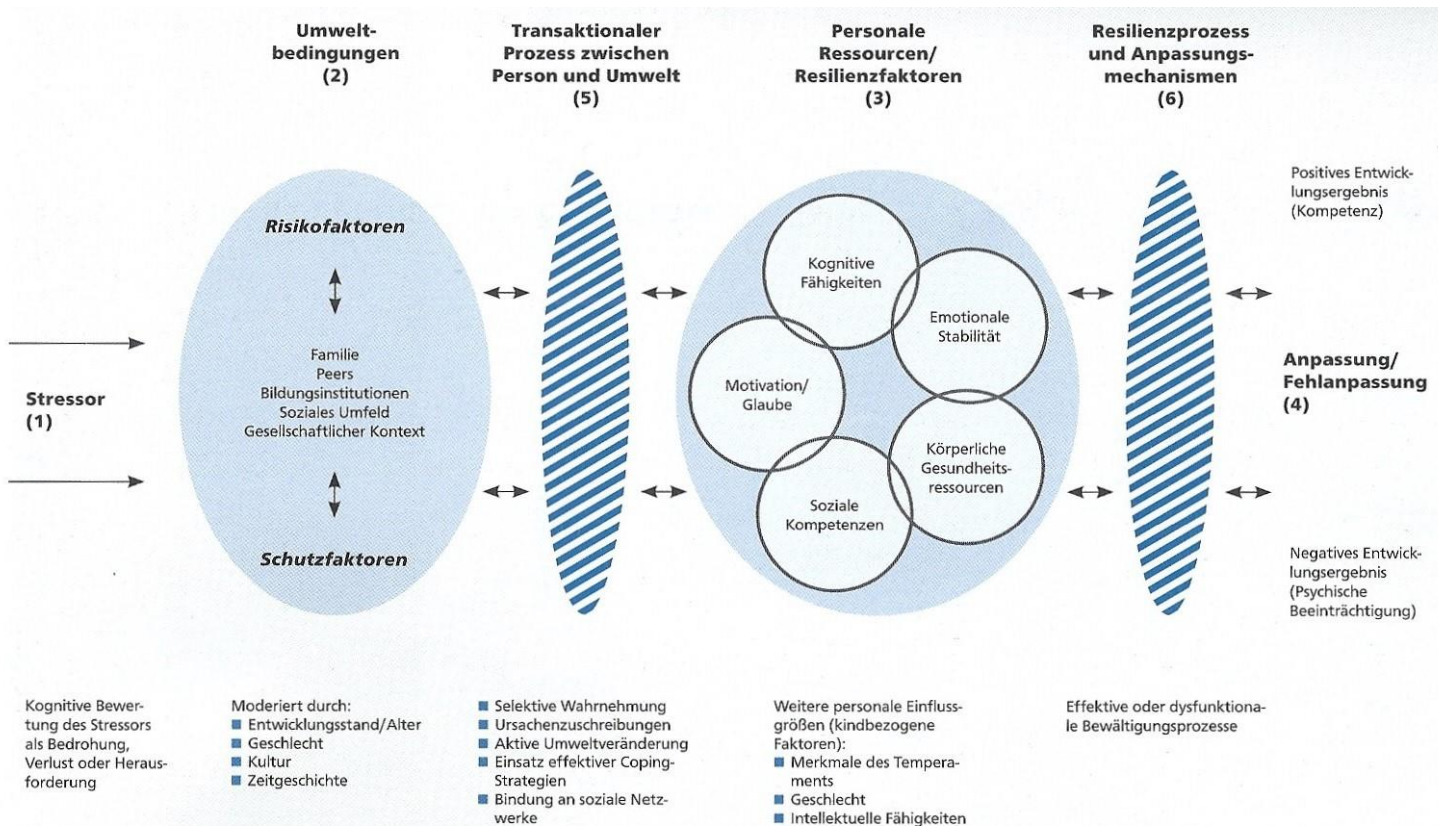 Umwelt-
bedingungen
(2)
Transaktionaler
Prozess zwischen
Person und Umwelt
(5)
Personale
Ressourcen/
Resilienzfaktoren
(3)
Resilienzprozess
und Anpassungs-
mechanismen
(6)
Stressor
(1)
Risikofaktoren
Familie
Peers
Bildungsinstitutionen
Soziales Umfeld
Gesellschaftlicher Kontext
Schutzfaktoren
Kognitive
Fähigkeiten
Emotionale
Stabilität
Motivation/
Glaube
Körperliche
Gesundheits-
ressourcen
Soziale
Kompetenzen
Positives Entwick-
lungsergebnis
(Kompetenz)
Anpassung/
Fehlanpassung
(4)
Negatives Entwick-
lungsergebnis
(Psychische
Beeinträchtigung)
Kognitive Bewer-
tung des Stressors
als Bedrohung,
Verlust oder Heraus-
forderung
Moderiert durch:
Entwicklungsstand/Alter
Geschlecht
Kultur
Zeitgeschichte
Selektive Wahrnehmung
Ursachenzuschreibungen
Aktive Umweltveränderung
Einsatz effektiver Coping-
Strategien
Bindung an soziale Netz-
werke
Weitere personale Einfluss-
größen (kindbezogene
Faktoren):
Merkmale des Tempera-
ments
Geschlecht
Intellektuelle Fähigkeiten
Effektive oder dysfunktiona-
le Bewältigungsprozesse